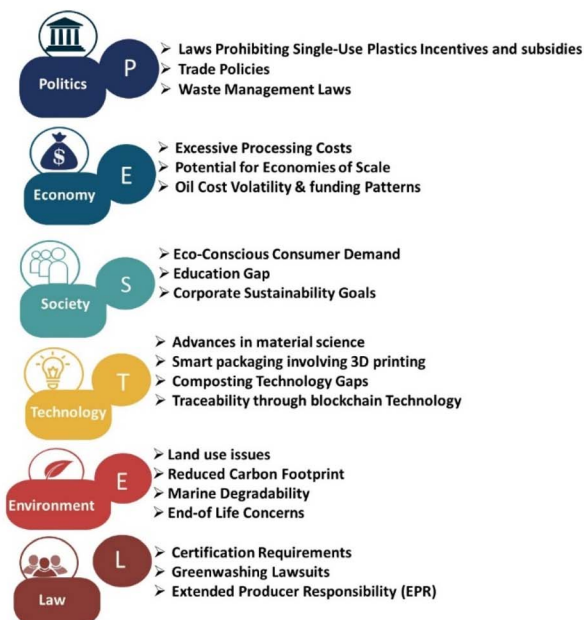 Politics
P
➢ Laws Prohibiting Single-Use Plastics Incentives and subsidies
➢ Trade Policies
➢ Waste Management Laws
$
Economy
E
➢ Excessive Processing Costs
➢ Potential for Economies of Scale
➢ Oil Cost Volatility & funding Patterns
Society
S
➢ Eco-Conscious Consumer Demand
➢ Education Gap
➢ Corporate Sustainability Goals
Technology
T
➢ Advances in material science
➢ Smart packaging involving 3D printing
➢ Composting Technology Gaps
➢ Traceability through blockchain Technology
Environment
E
➢ Land use issues
➢ Reduced Carbon Footprint
➢ Marine Degradability
➢ End-of Life Concerns
Law
L
➢ Certification Requirements
➢ Greenwashing Lawsuits
➢ Extended Producer Responsibility (EPR)